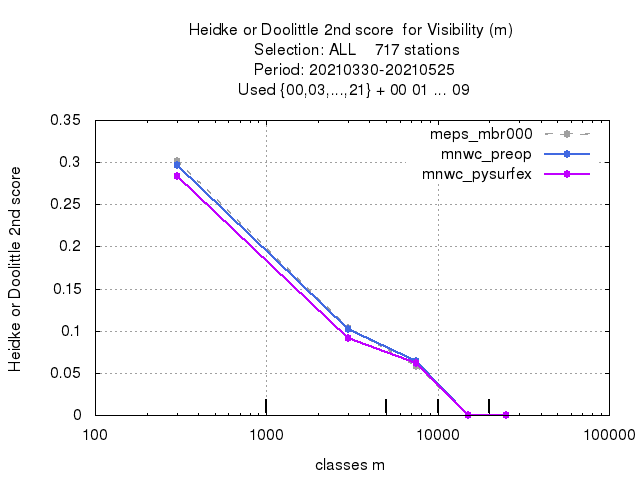 Heidke or Doolittle 2nd score  for Visibility (m)
Selection: ALL    717 stations
Period: 20210330-20210525
Used {00,03,...,21} + 00 01 ... 09
meps_mbr000
mnwc_preop
mnwc_pysurfex
0.35
0.3
0.25
0.2
0.15
0.1
0.05
0
Heidke or Doolittle 2nd score
100
1000
10000
100000
classes m